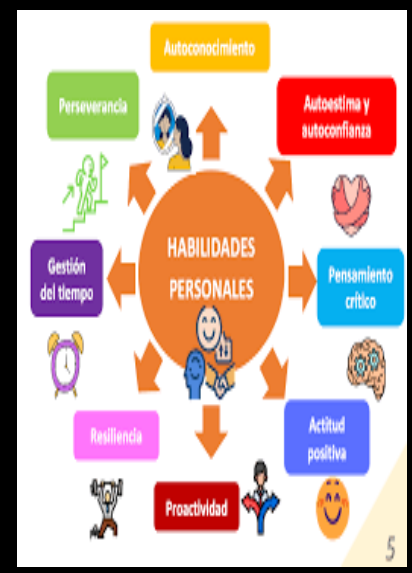 Autoconocimiento
Perseverancia
Autoestima y
autoconfianza
HABILIDADES
PERSONALES
Gestión
del tiempo
Pensamiento
crítico
Resiliencia
Actitud
positiva
Proactividad
5